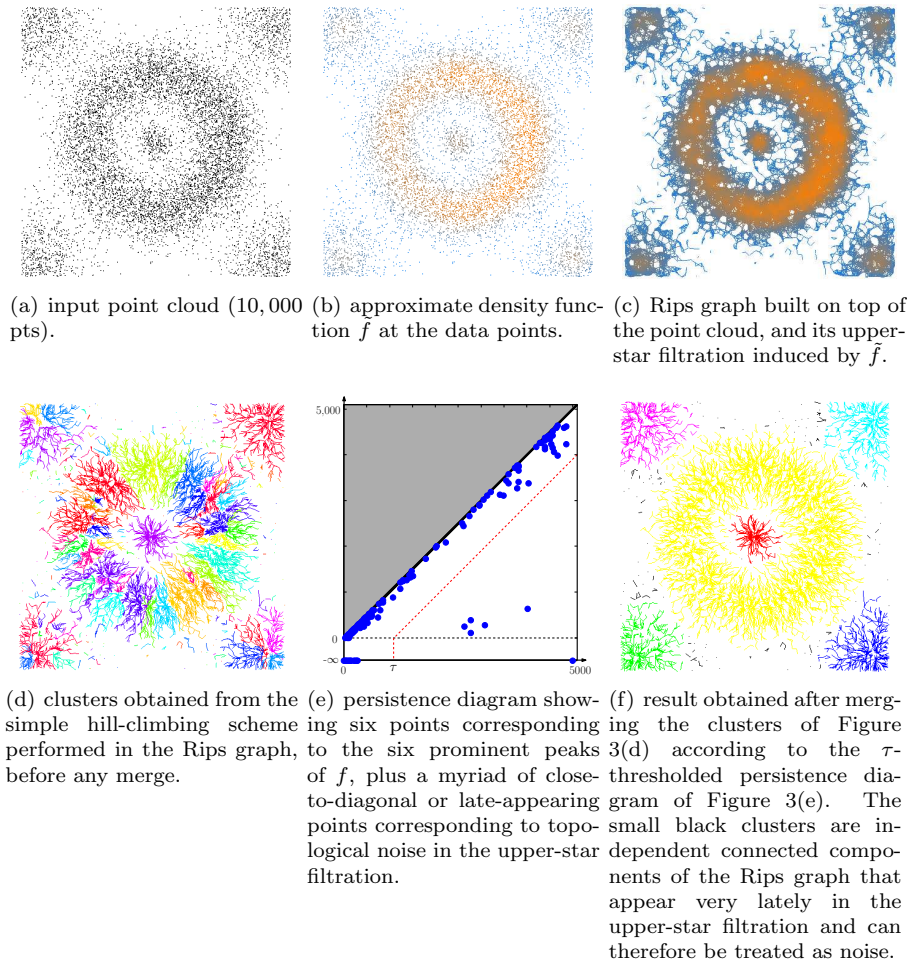 (a) input point cloud (10, 000
pts).
(b) approximate density func-
tion f̃ at the data points.
(c) Rips graph built on top of
the point cloud, and its upper-
star filtration induced by f̃.
5,000
0
-∞
0
τ
5000
(d) clusters obtained from the
simple hill-climbing scheme
performed in the Rips graph,
before any merge.
(e) persistence diagram show-
ing six points corresponding
to the six prominent peaks
of f, plus a myriad of close-
to-diagonal or late-appearing
points corresponding to topo-
logical noise in the upper-star
filtration.
(f) result obtained after merg-
ing the clusters of Figure
3(d) according to the τ-
thresholded persistence dia-
gram of Figure 3(e). The
small black clusters are in-
dependent connected compo-
nents of the Rips graph that
appear very lately in the
upper-star filtration and can
therefore be treated as noise.